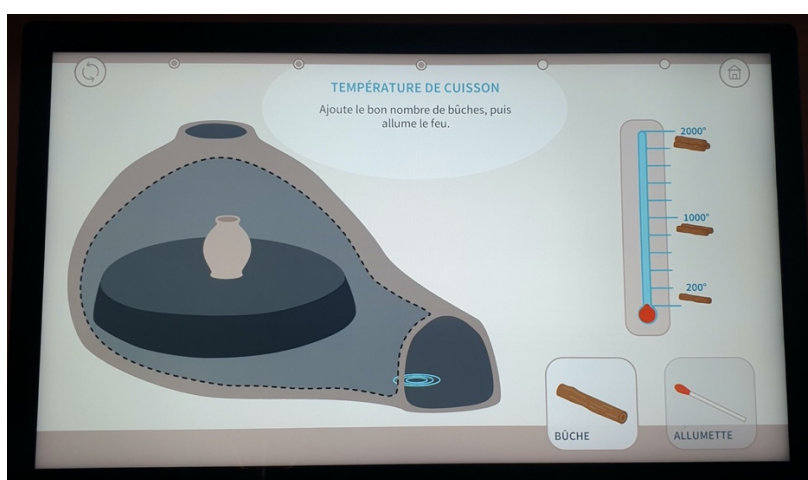 TEMPÉRATURE DE CUISSON
Ajoute le bon nombre de bûches, puis
allume le feu.
2000°
1000°
200°
BÛCHE
ALLUMETTE